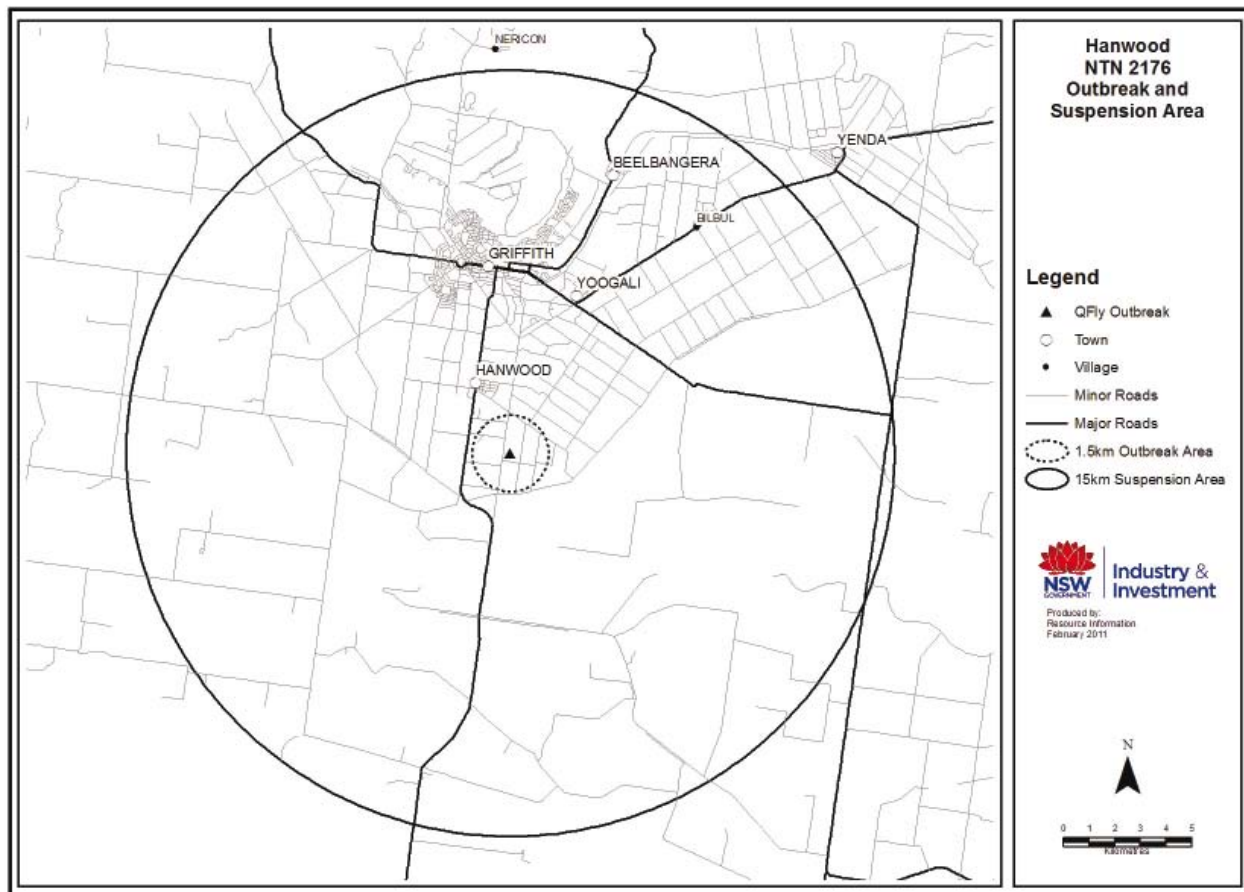 NERICON
YENDA
BEELBANGERA
BILBUL
GRIFFITH
YOOGALI
HANWOOD
Hanwood
NTN 2176
Outbreak and
Suspension Area
Legend
QFly Outbreak
Town
Village
Minor Roads
Major Roads
1.5km Outbreak Area
15km Suspension Area
NSW
GOVERNMENT
Industry &
Investment
Produced by:
Resource Information
February 2011
N
0 1 2 3 4 5
Kilometres